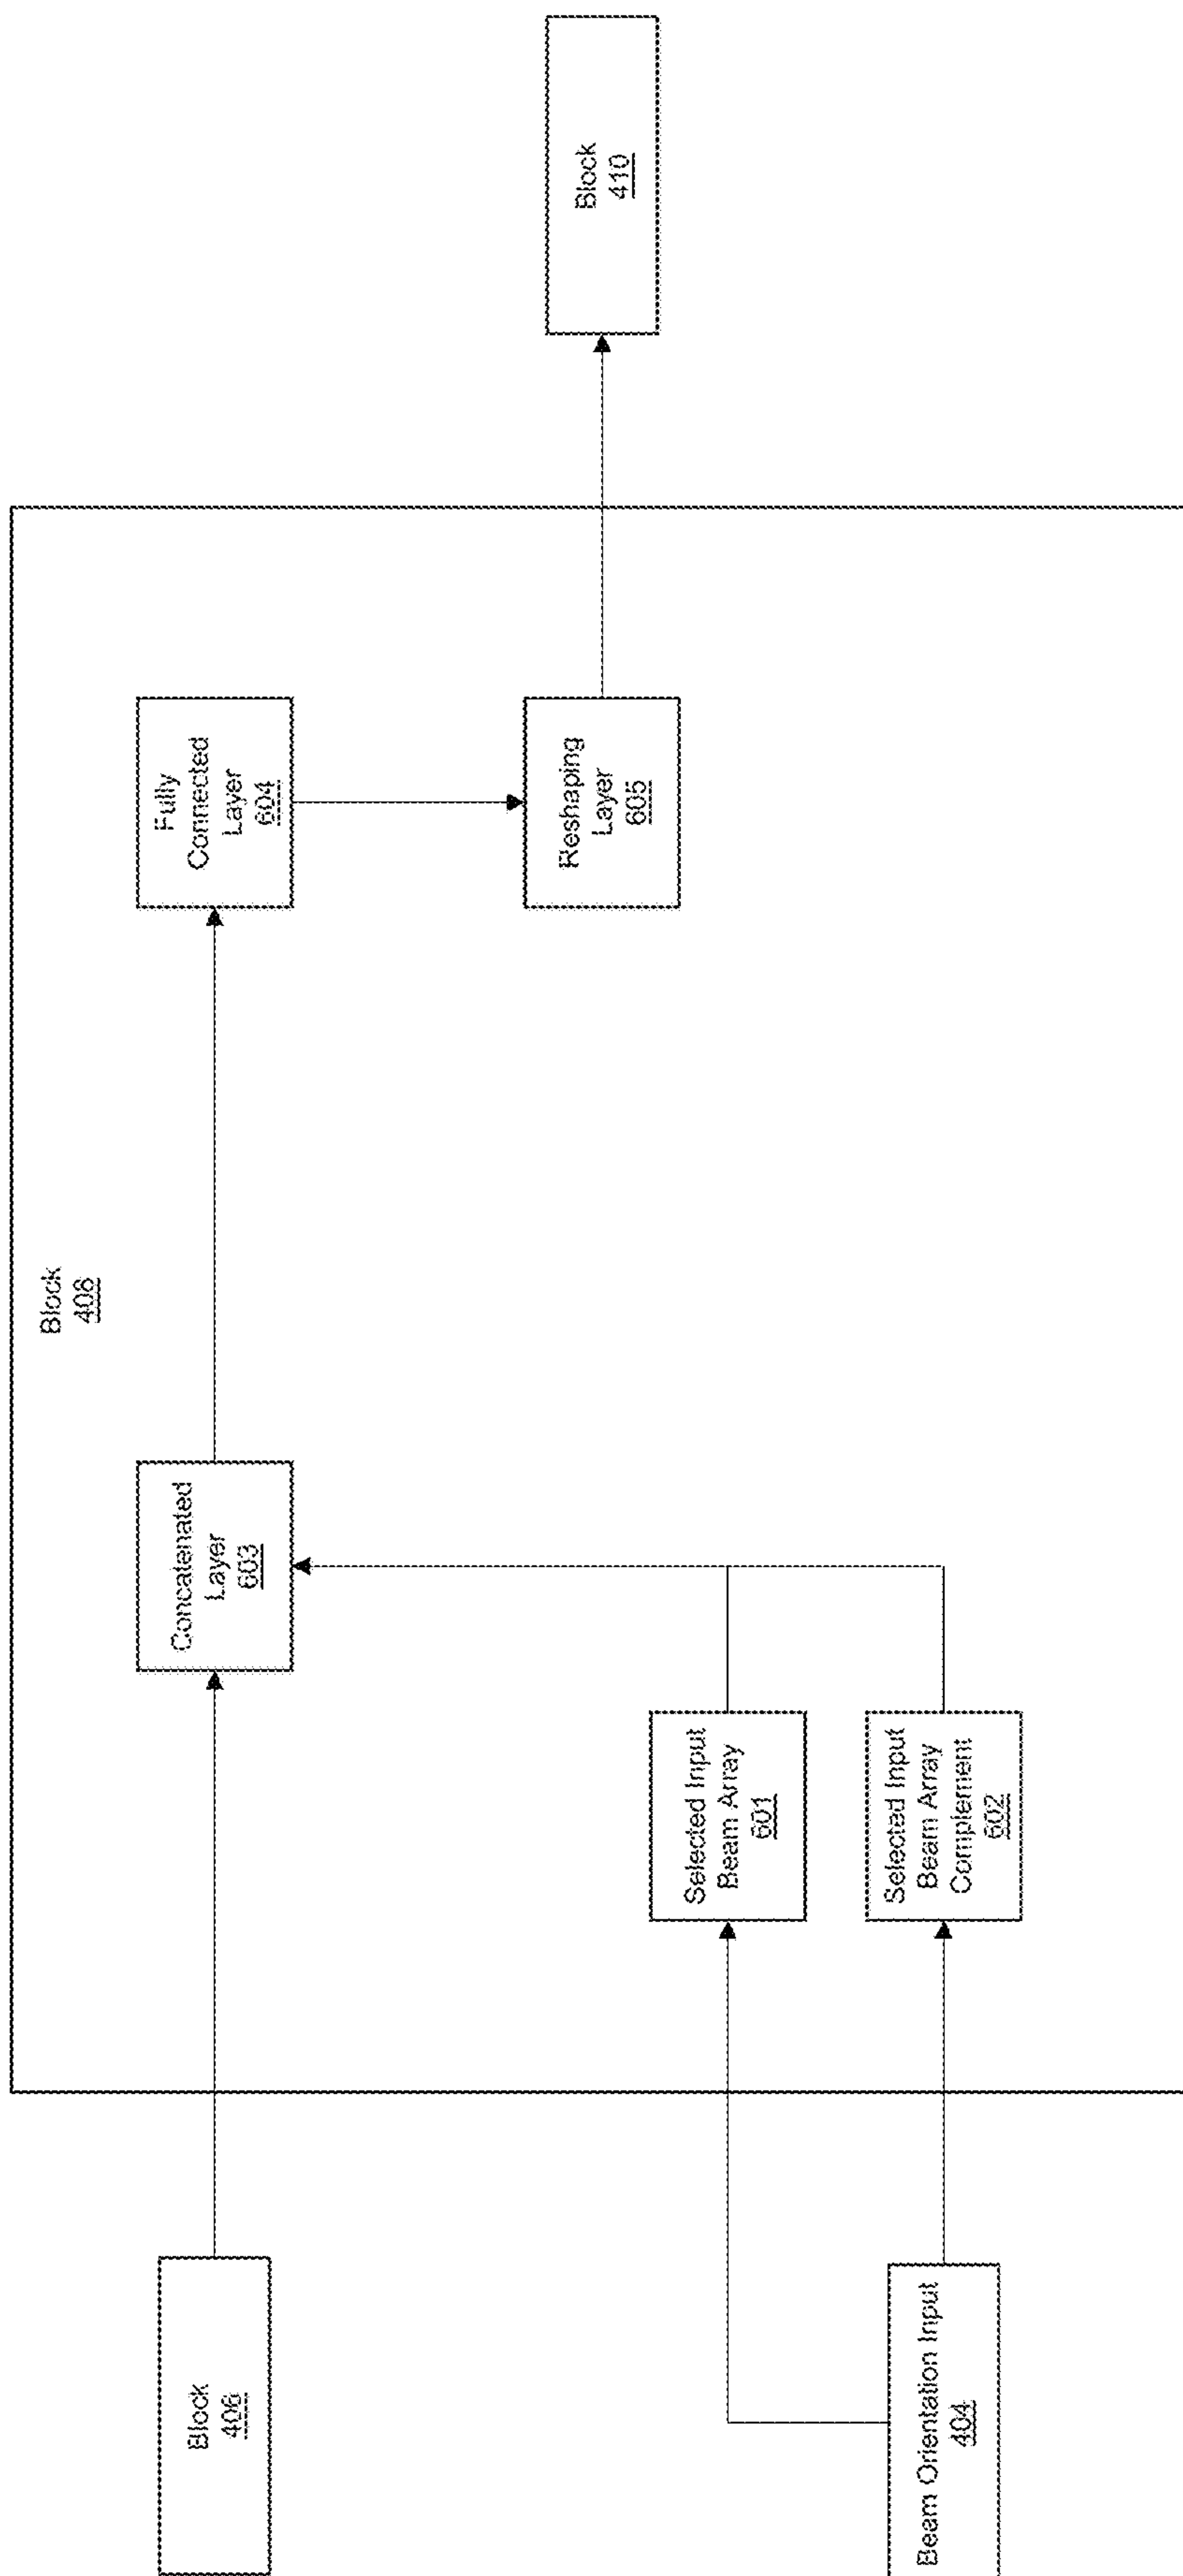 Block
408
Block
406
Concatenated
Layer
603
Fully
Connected
Layer
604
Reshaping
Layer
605
Block
410
Selected Input
Beam Array
601
Selected Input
Beam Array
Complement
602
Beam Orientation Input
404